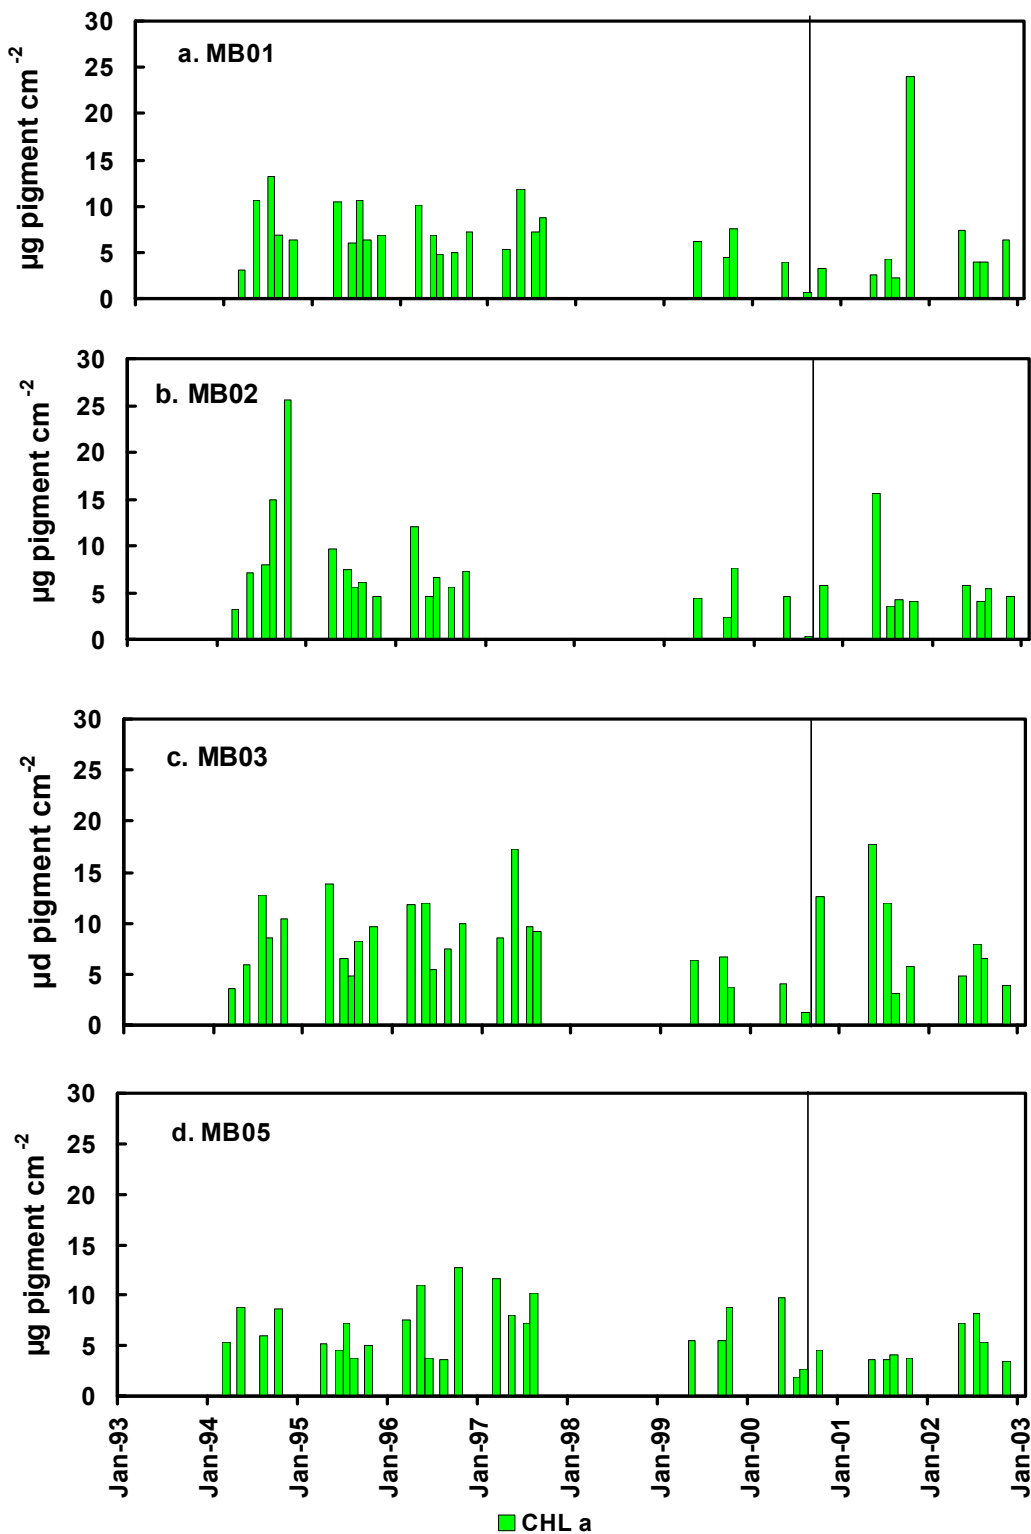 a. MB01
µg pigment cm-2
30
25
20
15
10
5
0
b. MB02
µg pigment cm-2
30
25
20
15
10
5
0
c. MB03
µd pigment cm-2
30
25
20
15
10
5
0
d. MB05
µg pigment cm-2
30
25
20
15
10
5
0
Jan-93
Jan-94
Jan-95
Jan-96
Jan-97
Jan-98
Jan-99
Jan-00
Jan-01
Jan-02
Jan-03
CHL a